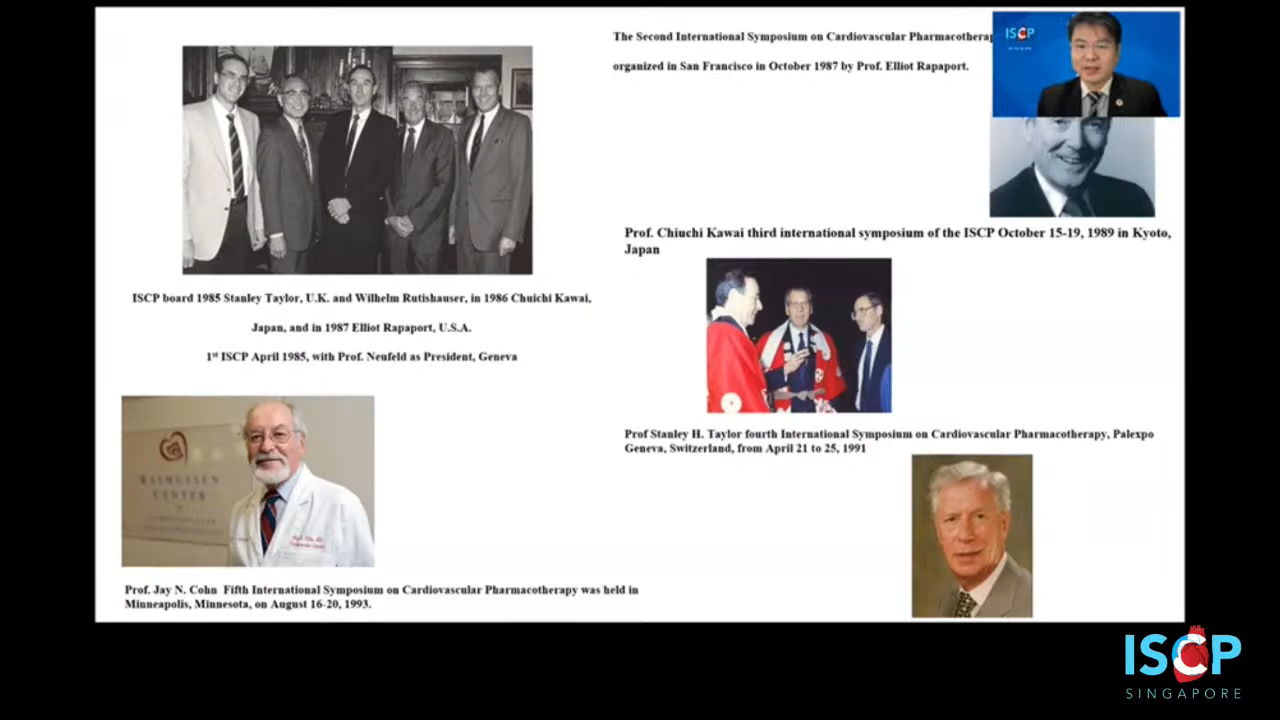 The Second International Symposium on Cardiovascular
organized in San Francisco in October 1987 by Prof. Elliot Rapaport.
ISCP
Prof. Chiuchi Kawai third international symposium of the ISCP October 15-19, 1989 in Kyoto,
Japan
ISCP board 1985 Stanley Taylor, U.K. and Wilhelm Rutishauser, in 1986 Chuichi Kawai,
Japan, and in 1987 Elliot Rapaport, U.S.A.
1st ISCP April 1985, with Prof. Neufeld as President, Geneva
RASMUSSEN
CENTER
Prof Stanley H. Taylor fourth International Symposium on Cardiovascular Pharmacotherapy, Palexpo
Geneva, Switzerland, from April 21 to 25, 1991
Prof. Jay N. Cohn Fifth International Symposium on Cardiovascular Pharmacotherapy was held in
Minneapolis, Minnesota, on August 16-20, 1993.
ISCP
SINGAPORE